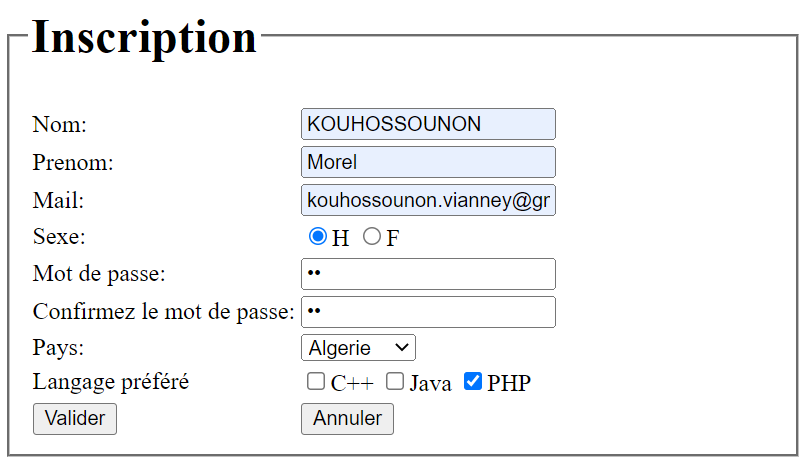 Inscription
Nom: KOUHOSSOUNON
Prenom: Morel
Mail: kouhossounon.vianney@gr
Sexe: H F
Mot de passe: ••
Confirmez le mot de passe: ••
Pays: Algerie
Langage préféré C++ Java PHP
Valider Annuler